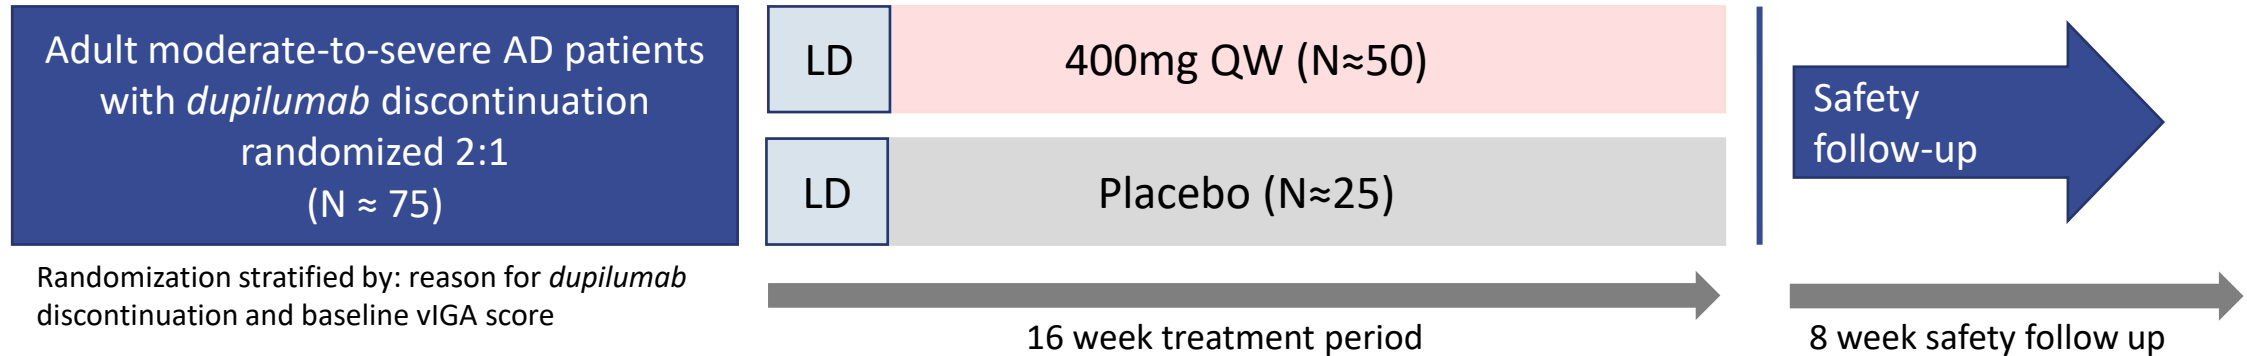 Adult moderate-to-severe AD patients
with dupilumab discontinuation
randomized 2:1
(N ≈ 75)
Randomization stratified by: reason for dupilumab
discontinuation and baseline vIGA score
LD
400mg QW (N≈50)
LD
Placebo (N≈25)
16 week treatment period
Safety
follow-up
8 week safety follow up